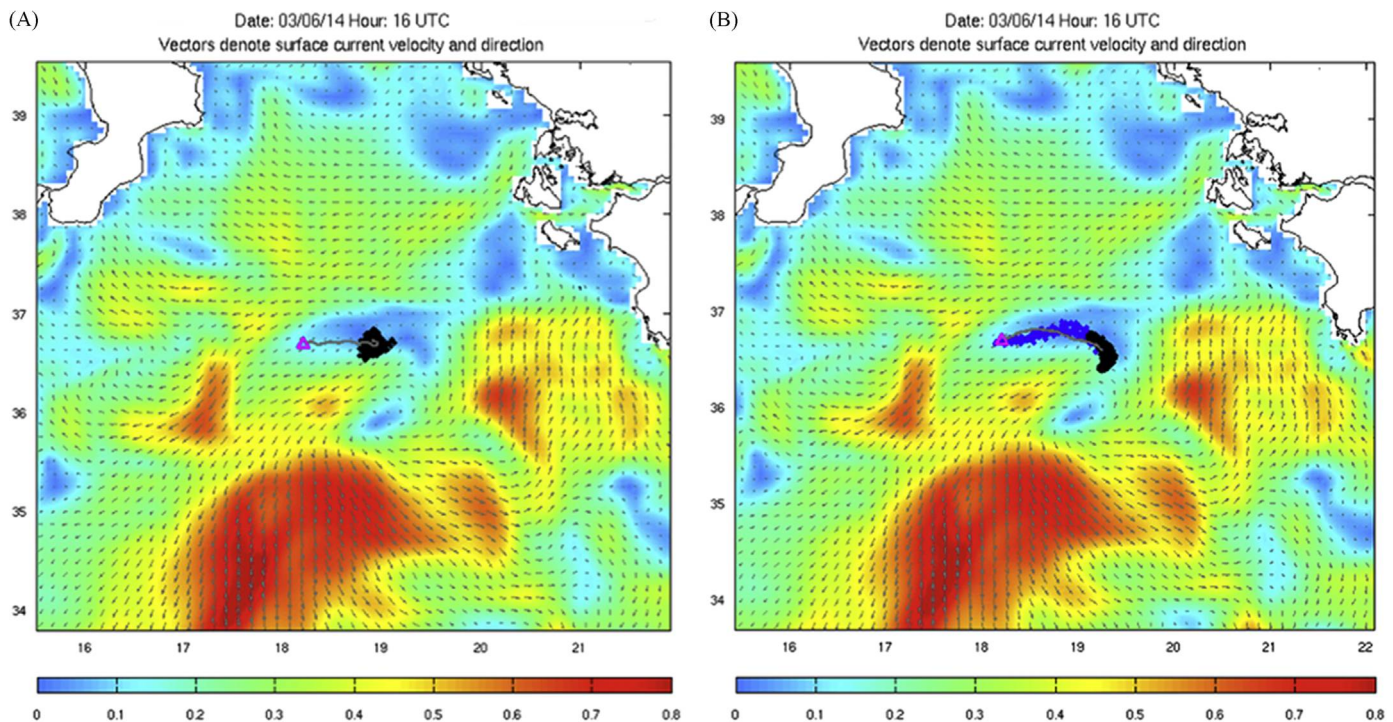 (A)
Date: 03/06/14 Hour: 16 UTC
Vectors denote surface current velocity and direction
39
38
37
36
35
34
16 17 18 19 20 21
0 0.1 0.2 0.3 0.4 0.5 0.6 0.7 0.8
(B)
Date: 03/06/14 Hour: 16 UTC
Vectors denote surface current velocity and direction
39
38
37
36
35
34
16 17 18 19 20 21 22
0 0.1 0.2 0.3 0.4 0.5 0.6 0.7 0.8